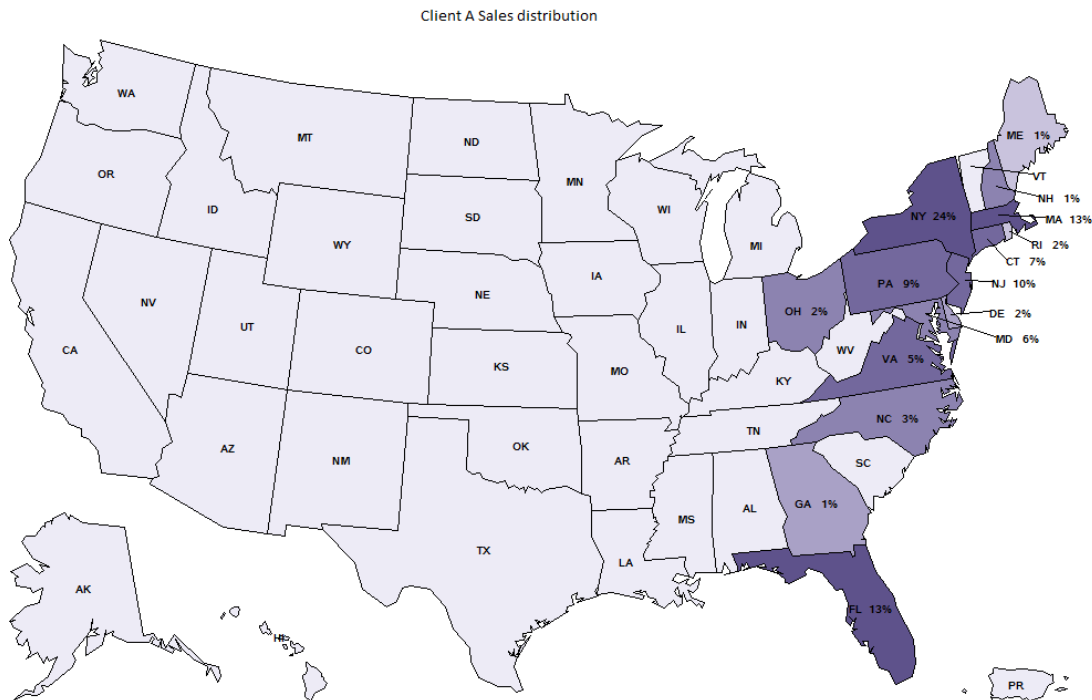 Client A Sales distribution
WA
MT
ND
MN
ME 1%
OR
ID
SD
WI
MI
VT
NH 1%
NY 24%
MA 13%
WY
RI 2%
CT 7%
IA
PA 9%
NJ 10%
NE
NV
UT
OH 2%
DE 2%
IL
IN
MD 6%
CA
CO
WV
VA 5%
KS
MO
KY
NC 3%
TN
AZ
OK
NM
AR
SC
GA 1%
MS
AL
TX
LA
AK
FL 13%
HI
PR